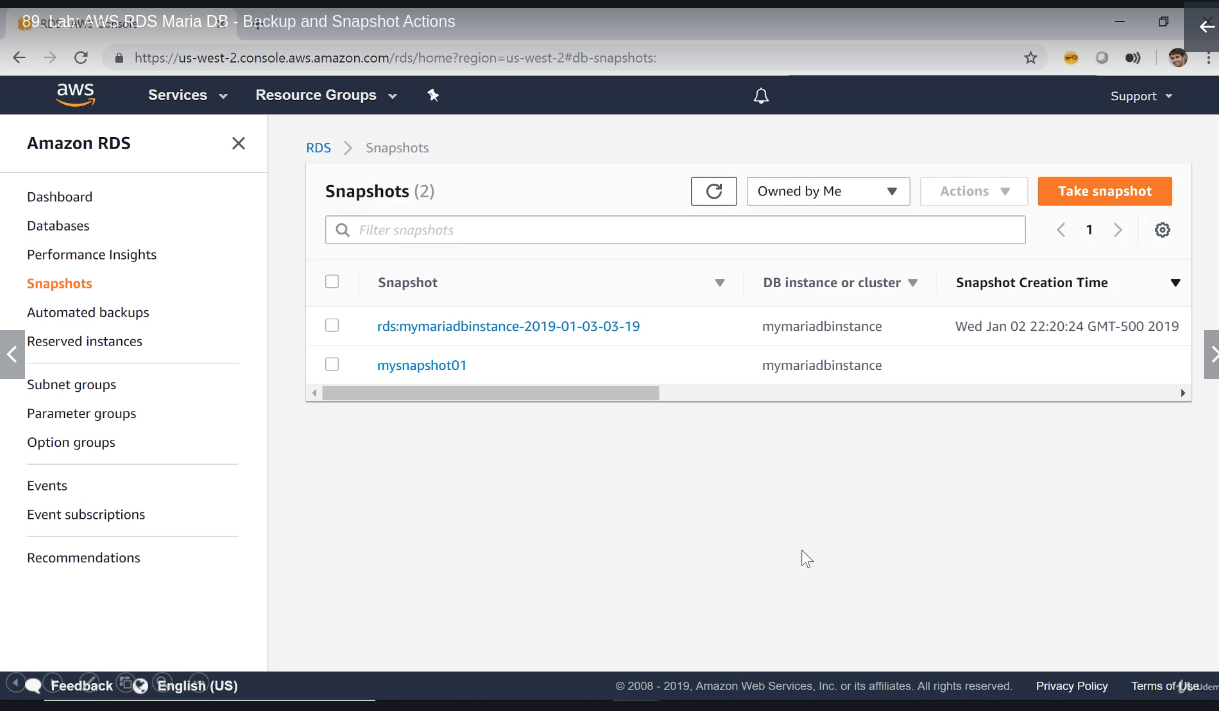 89. Lab: AWS RDS Maria DB - Backup and Snapshot Actions
https://us-west-2.console.aws.amazon.com/rds/home?region=us-west-2#db-snapshots:
aws
Services
Resource Groups
Support
Amazon RDS
Dashboard
Databases
Performance Insights
Snapshots
Automated backups
Reserved instances
Subnet groups
Parameter groups
Option groups
Events
Event subscriptions
Recommendations
RDS Snapshots
Snapshots (2)
Owned by Me
Actions
Take snapshot
Filter snapshots
1
Snapshot DB instance or cluster Snapshot Creation Time
rds:mymariadbinstance-2019-01-03-03-19 mymariadbinstance Wed Jan 02 22:20:24 GMT-500 2019
mysnapshot01 mymariadbinstance
Feedback English (US) © 2008 - 2019, Amazon Web Services, Inc. or its affiliates. All rights reserved. Privacy Policy Terms of Use